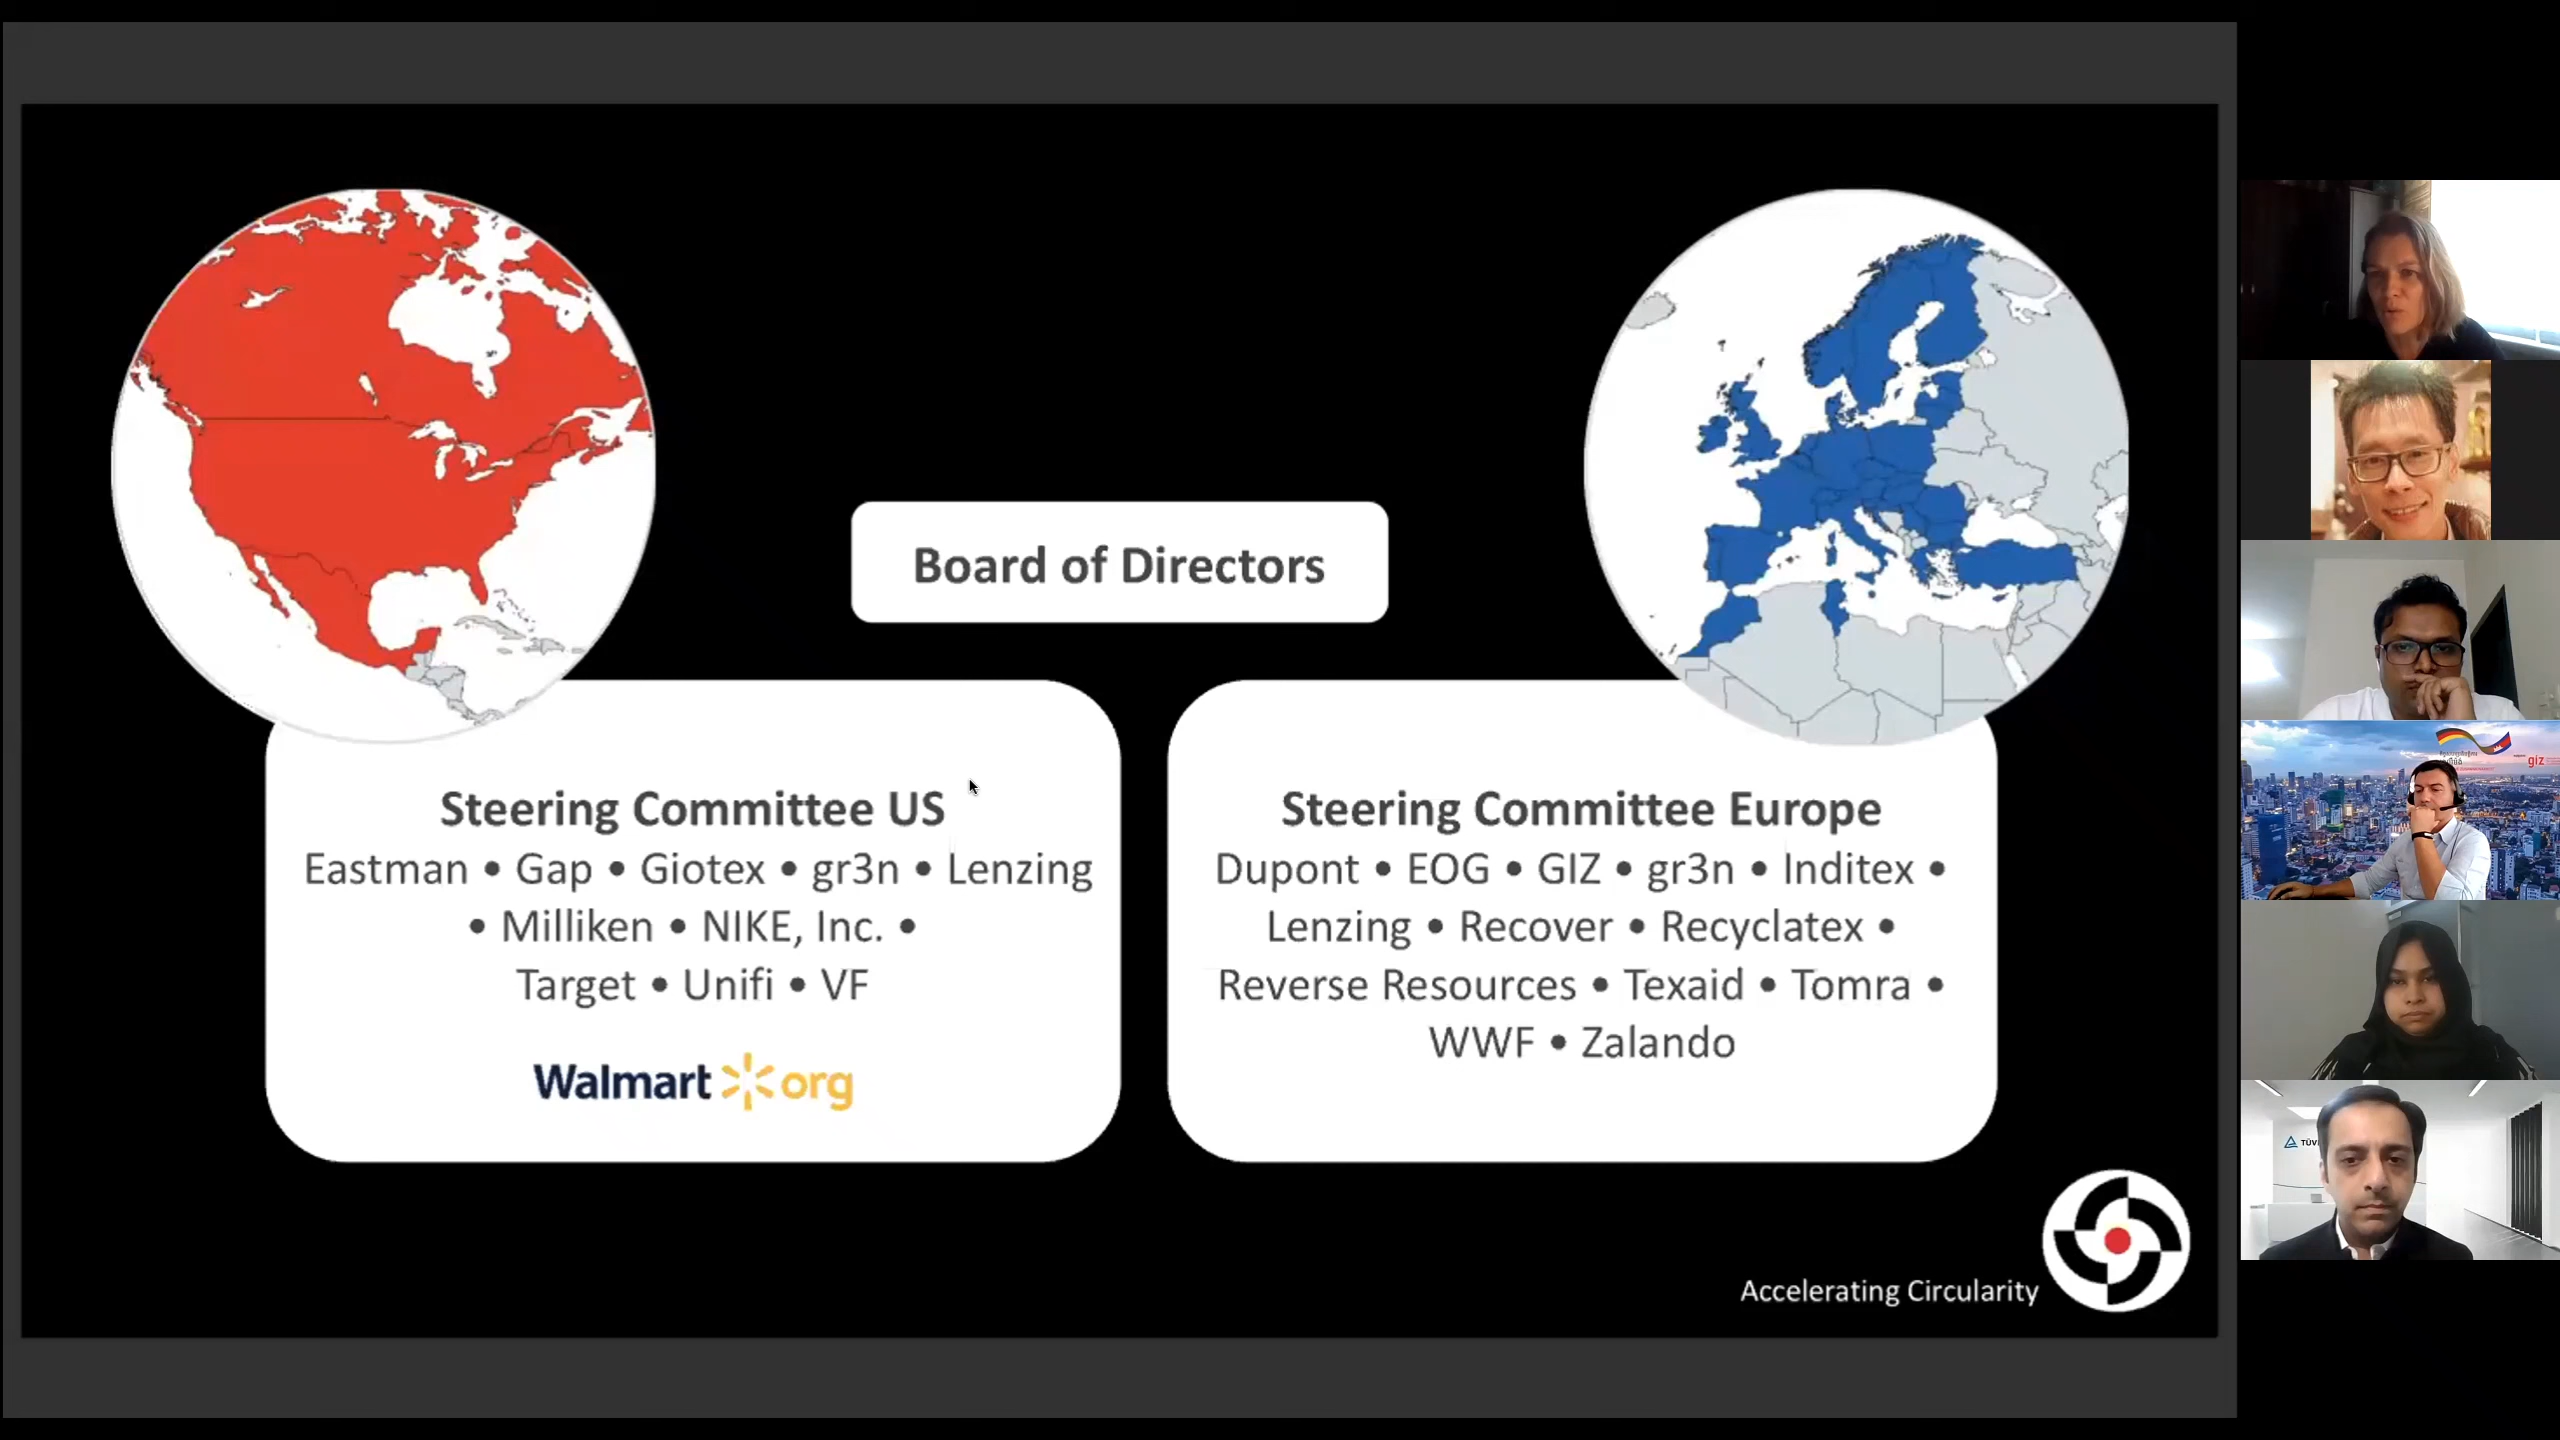 Board of Directors
Steering Committee US
Eastman • Gap • Giotex • gr3n • Lenzing
• Milliken • NIKE, Inc. •
Target • Unifi • VF
Walmart org
Steering Committee Europe
Dupont • EOG • GIZ • gr3n • Inditex •
Lenzing • Recover • Recyclatex •
Reverse Resources • Texaid • Tomra •
WWF • Zalando
Accelerating Circularity
giz
TÜV